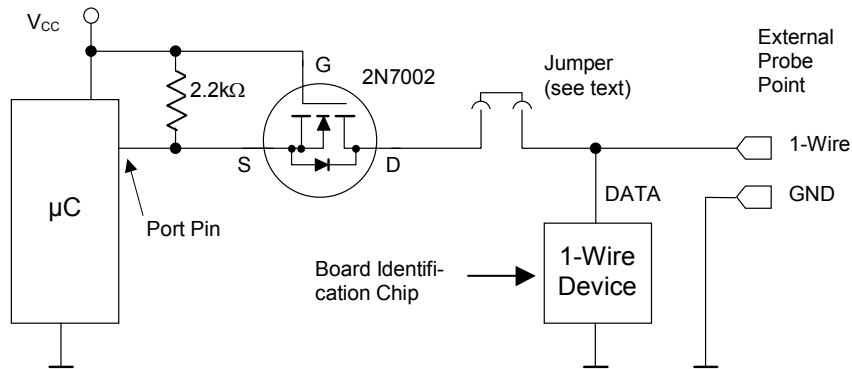 V_CC
G
2N7002
2.2kΩ
S
D
Jumper
(see text)
External
Probe
Point
1-Wire
GND
µC
Port Pin
DATA
Board Identifi-
cation Chip
1-Wire
Device